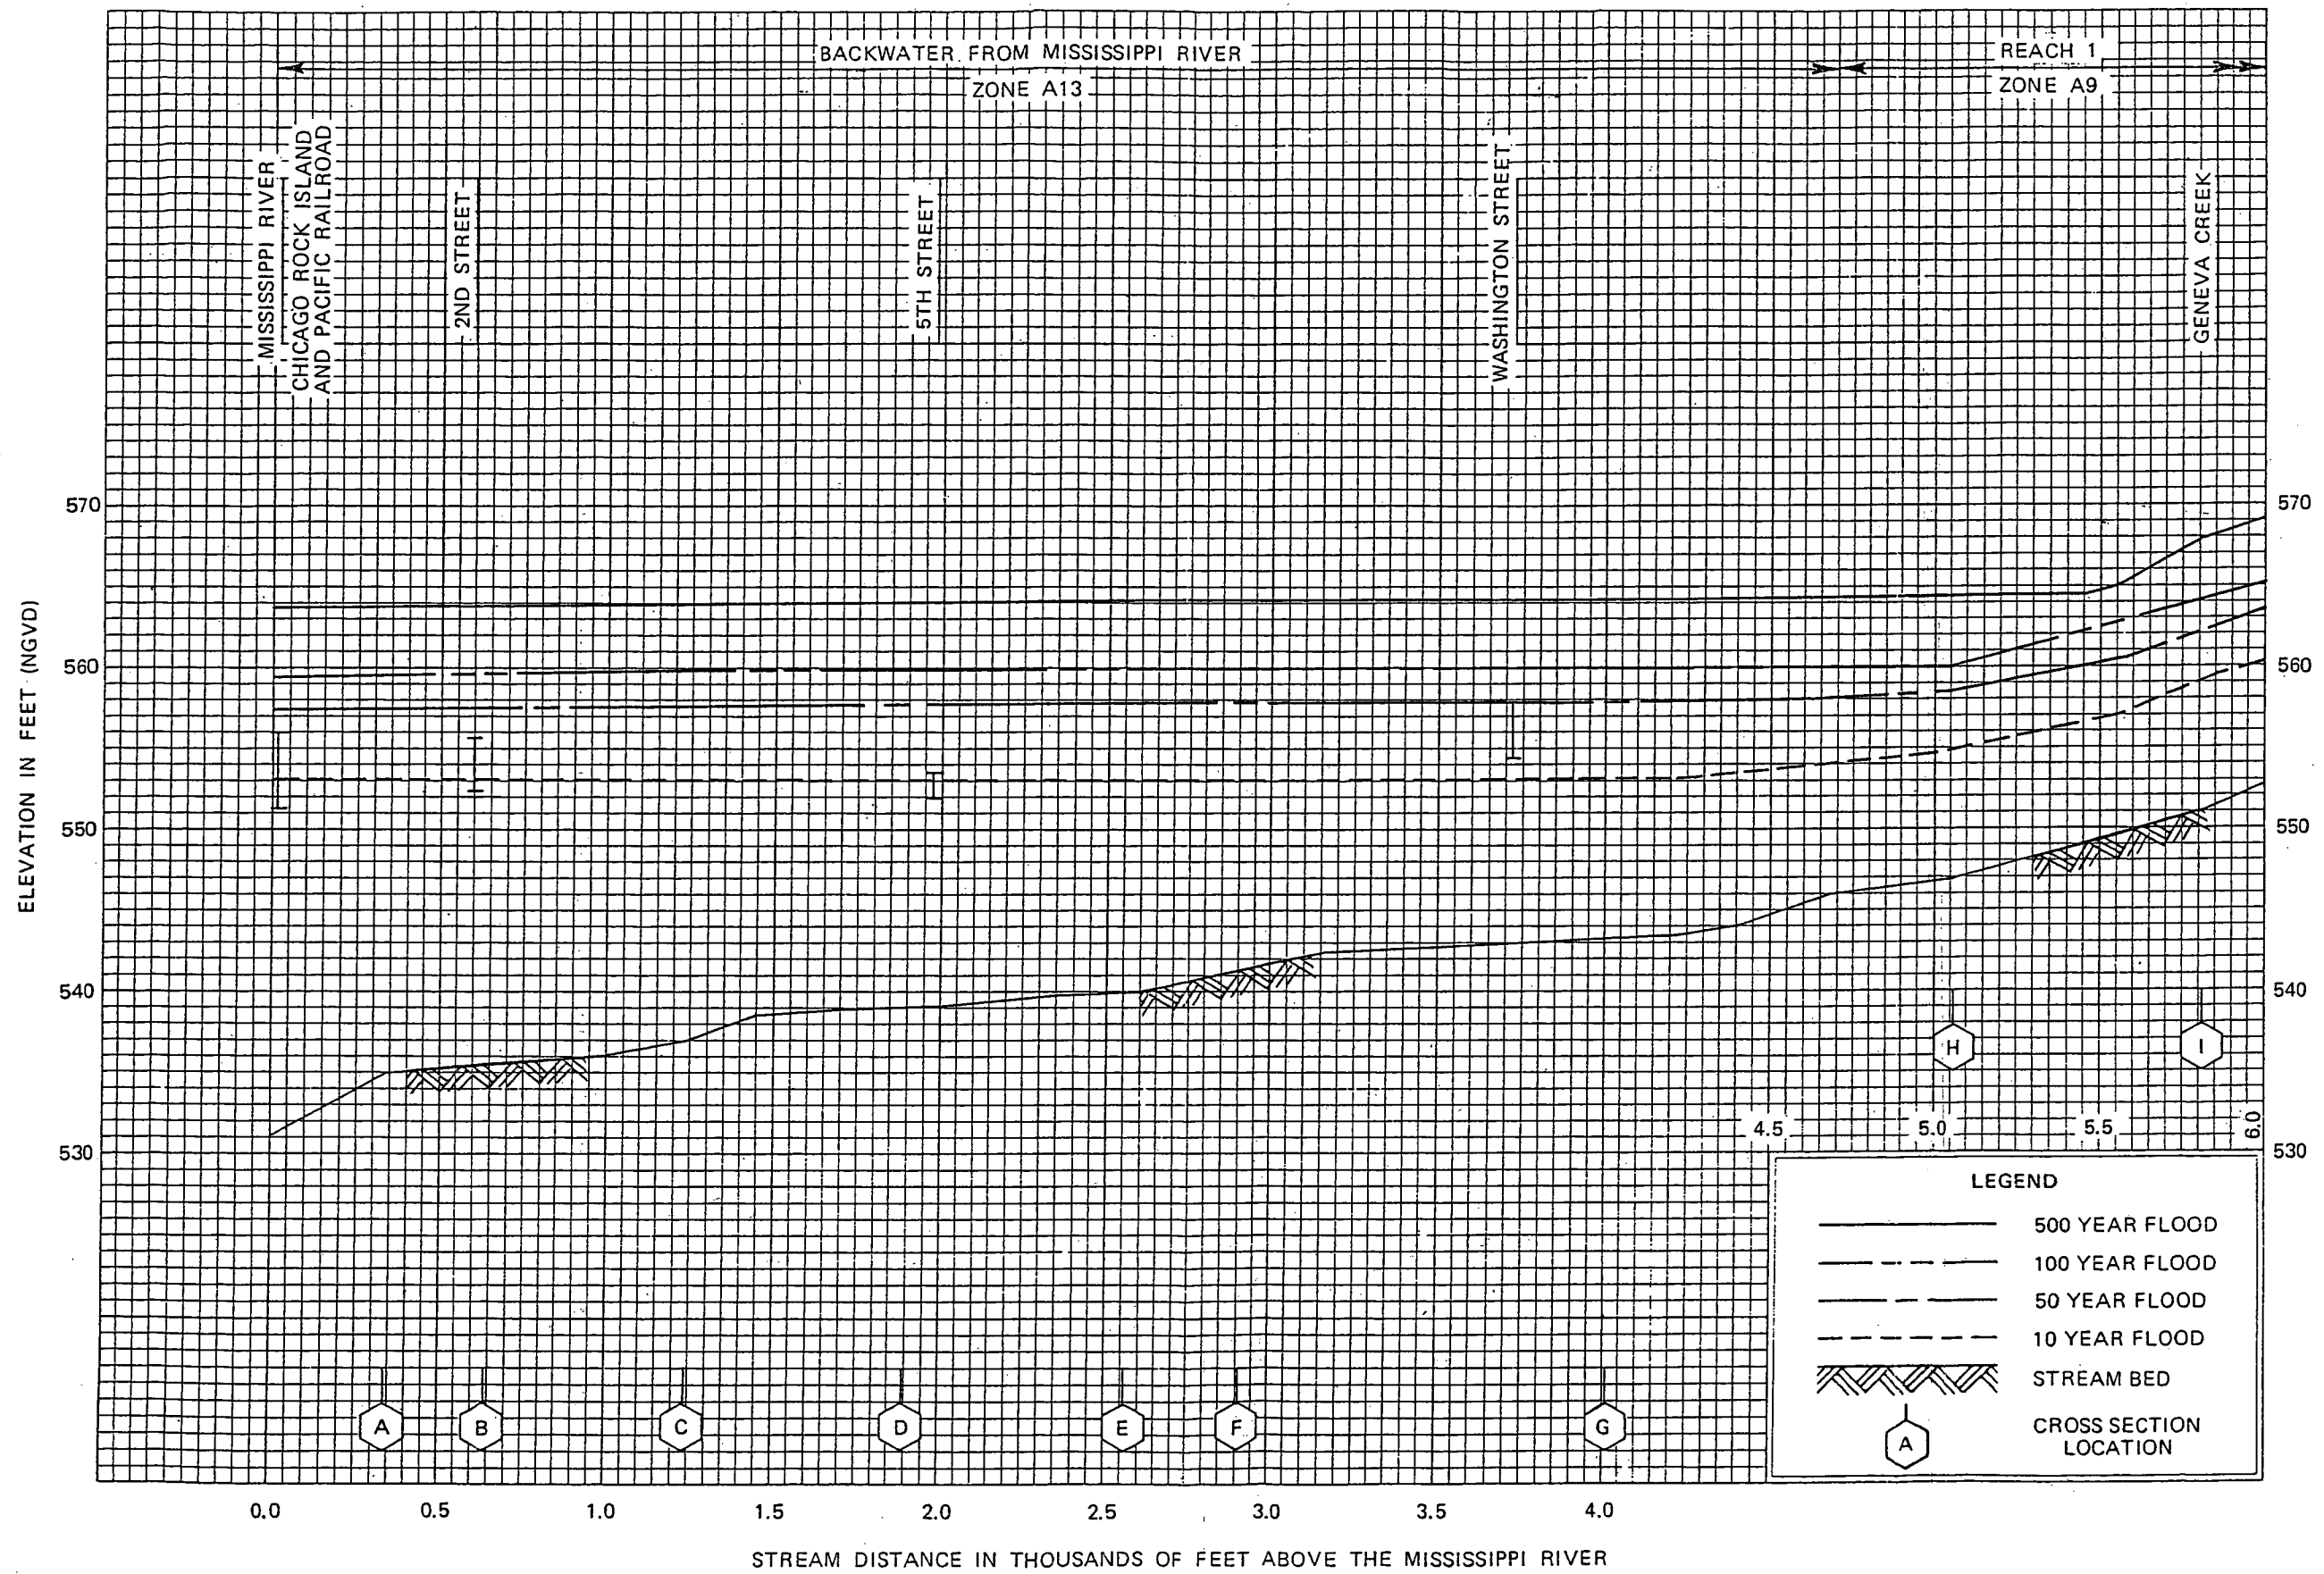 BACKWATER FROM MISSISSIPPI RIVER
ZONE A13
REACH 1
ZONE A9
MISSISSIPPI RIVER
CHICAGO ROCK ISLAND
AND PACIFIC RAILROAD
2ND STREET
5TH STREET
WASHINGTON STREET
GENEVA CREEK
ELEVATION IN FEET (NGVD)
570
560
550
540
530
570
560
550
540
530
H
I
4.5
5.0
5.5
6.0
A
B
C
D
E
F
G
LEGEND
500 YEAR FLOOD
100 YEAR FLOOD
50 YEAR FLOOD
10 YEAR FLOOD
STREAM BED
A
CROSS SECTION
LOCATION
0.0
0.5
1.0
1.5
2.0
2.5
3.0
3.5
4.0
STREAM DISTANCE IN THOUSANDS OF FEET ABOVE THE MISSISSIPPI RIVER